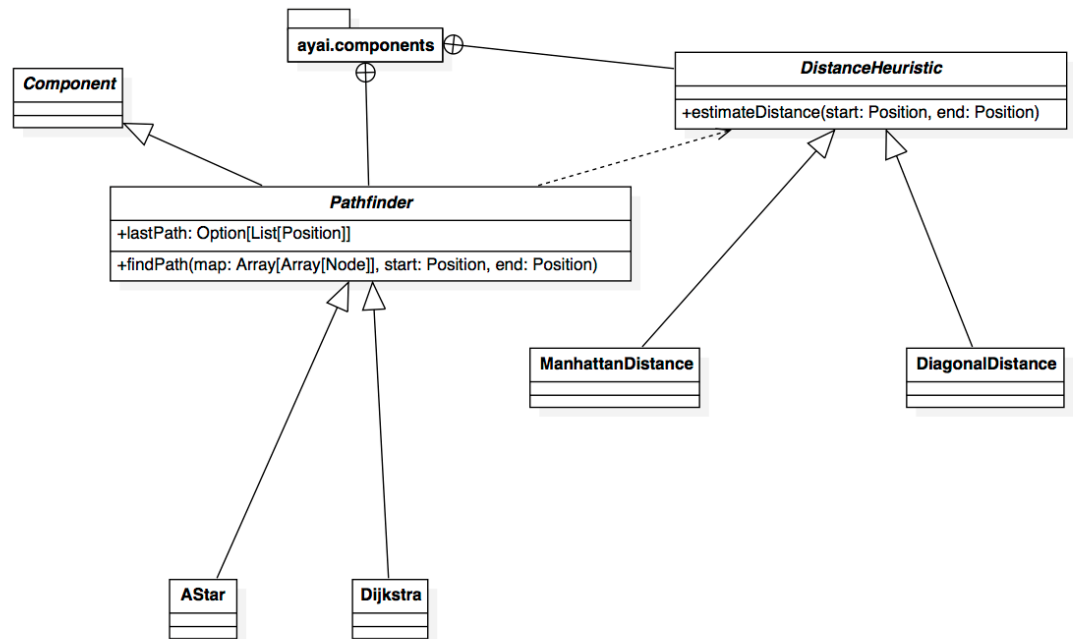 ayai.components
Component
DistanceHeuristic
+estimateDistance(start: Position, end: Position)
Pathfinder
+lastPath: Option[List[Position]]
+findPath(map: Array[Array[Node]], start: Position, end: Position)
ManhattanDistance
DiagonalDistance
AStar
Dijkstra